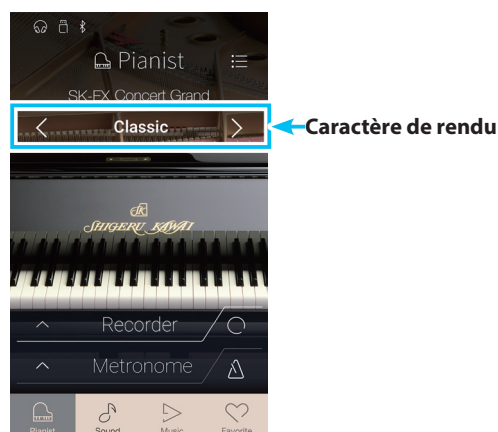 Pianist
SK-EX Concert Grand
Classic
Caractère de rendu
SHIGERU KAWAI
Recorder
Metronome
Pianist Sound Music Favorite